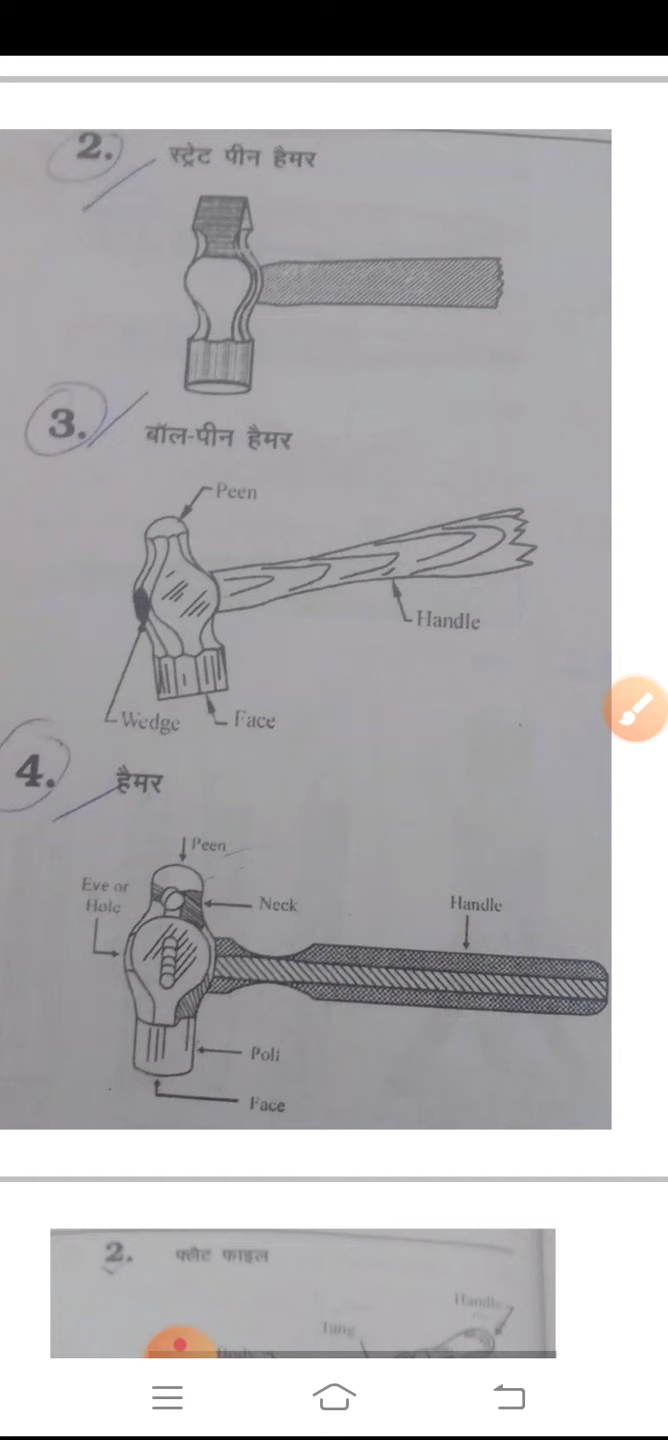 2. स्ट्रेट पीन हैमर
3. बॉल-पीन हैमर
Peen
Handle
Wedge
Face
4. हैमर
Peen
Eye or
Hole
Neck
Handle
Poll
Face
2. फ्लैट फाइल
Handle
Tang
Body